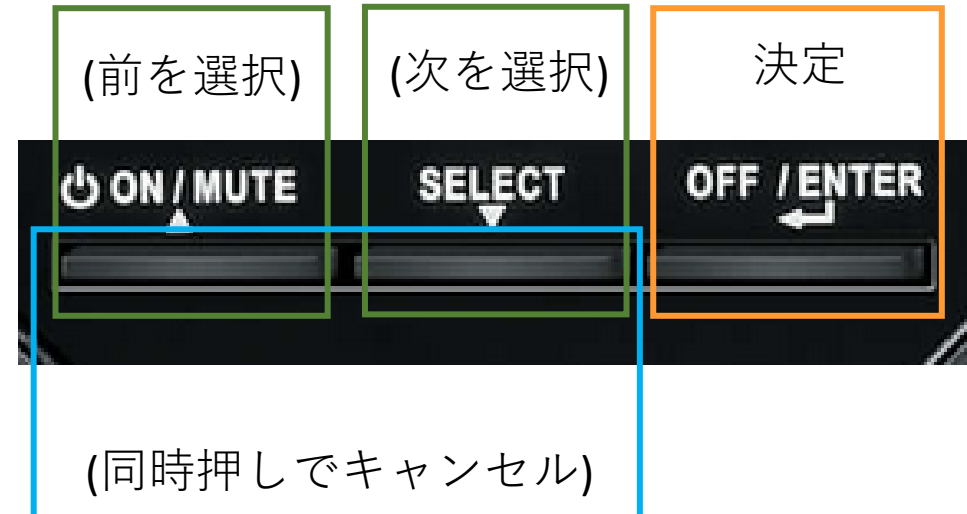 (前を選択) (次を選択) 決定
⏻ ON / MUTE SELECT OFF / ENTER
▲ ▼ ↵
(同時押しでキャンセル)